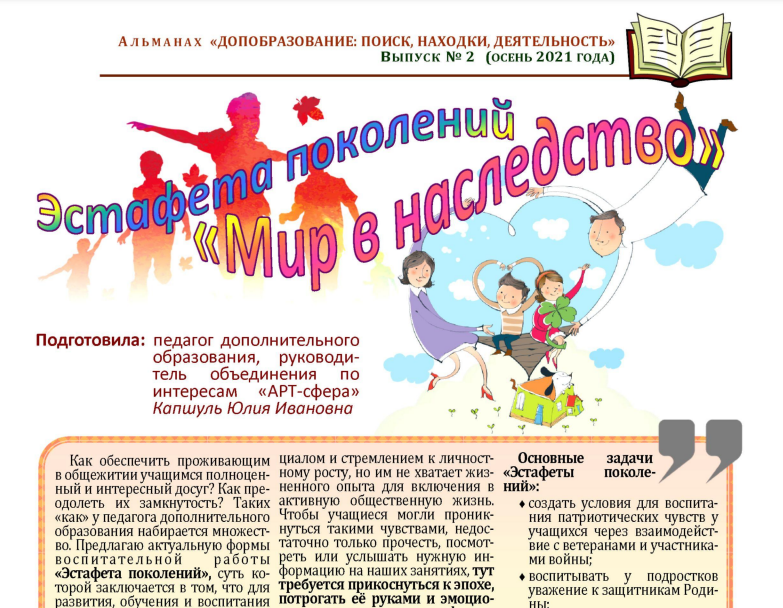 Альманах «ДОПОБРАЗОВАНИЕ: ПОИСК, НАХОДКИ, ДЕЯТЕЛЬНОСТЬ»
Выпуск № 2 (осень 2021 года)
Эстафета поколений
«Мир в наследство»
Подготовила: педагог дополнительного
образования, руководи-
тель объединения по
интересам «АРТ-сфера»
Капшуль Юлия Ивановна
Как обеспечить проживающим
в общежитии учащимся полноцен-
ный и интересный досуг? Как пре-
одолеть их замкнутость? Таких
«как» у педагога дополнительного
образования набирается множест-
во. Предлагаю актуальную формы
воспитательной работы
«Эстафета поколений», суть ко-
торой заключается в том, что для
развития, обучения и воспитания
циалом и стремлением к личност-
ному росту, но им не хватает жиз-
ненного опыта для включения в
активную общественную жизнь.
Чтобы учащиеся могли проник-
нуться такими чувствами, недос-
таточно только прочесть, посмот-
реть или услышать нужную ин-
формацию на наших занятиях, тут
требуется прикоснуться к эпохе,
потрогать её руками и эмоцио-
Основные задачи
«Эстафеты поколе-
ний»:
♦ создать условия для воспита-
ния патриотических чувств у
учащихся через взаимодейст-
вие с ветеранами и участника-
ми войны;
♦ воспитывать у подростков
уважение к защитникам Роди-
ны;